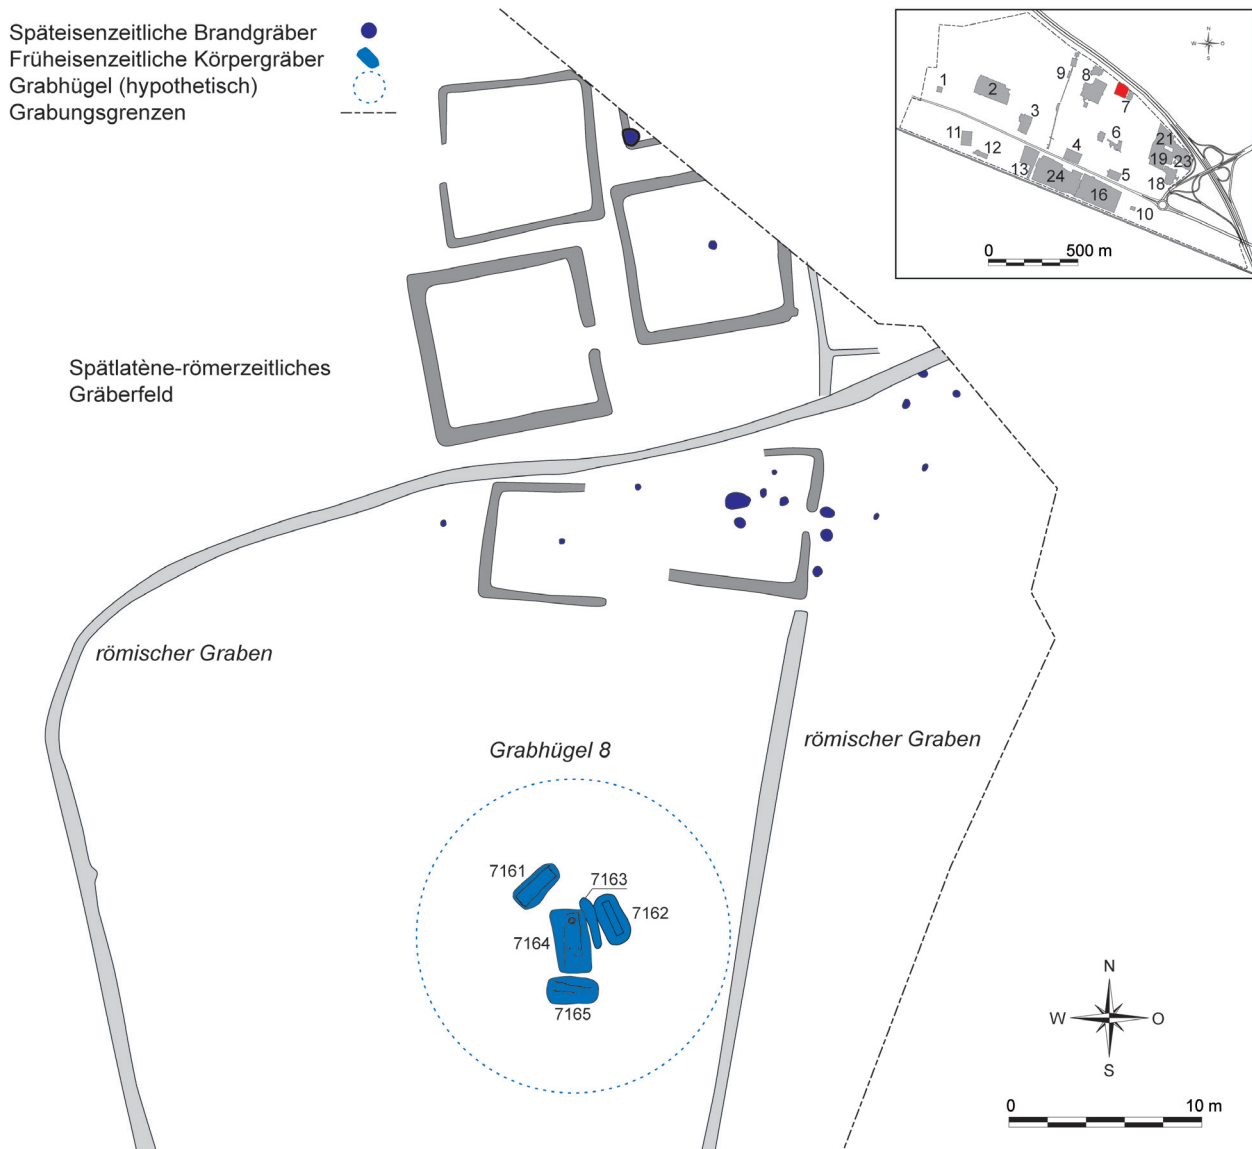 Späteisenzeitliche Brandgräber
Früheisenzeitliche Körpergräber
Grabhügel (hypothetisch)
Grabungsgrenzen
N
W
O
S
1
2
3
4
5
6
7
8
9
10
11
12
13
16
18
19
21
23
24
0 500 m
Spätlatène-römerzeitliches
Gräberfeld
römischer Graben
römischer Graben
Grabhügel 8
7161
7163
7162
7164
7165
N
W O
S
0 10 m